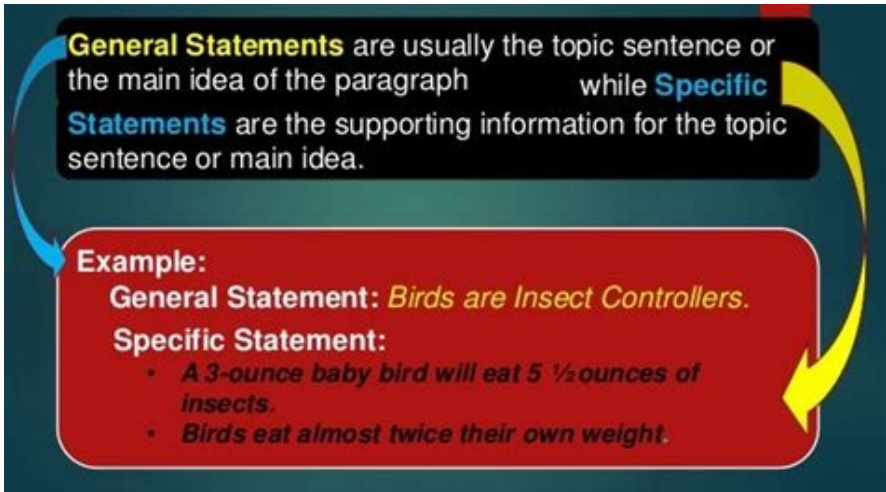 General Statements are usually the topic sentence or
the main idea of the paragraph while Specific
Statements are the supporting information for the topic
sentence or main idea.
Example:
General Statement: Birds are Insect Controllers.
Specific Statement:
• A 3-ounce baby bird will eat 5 ½ ounces of
insects.
• Birds eat almost twice their own weight.